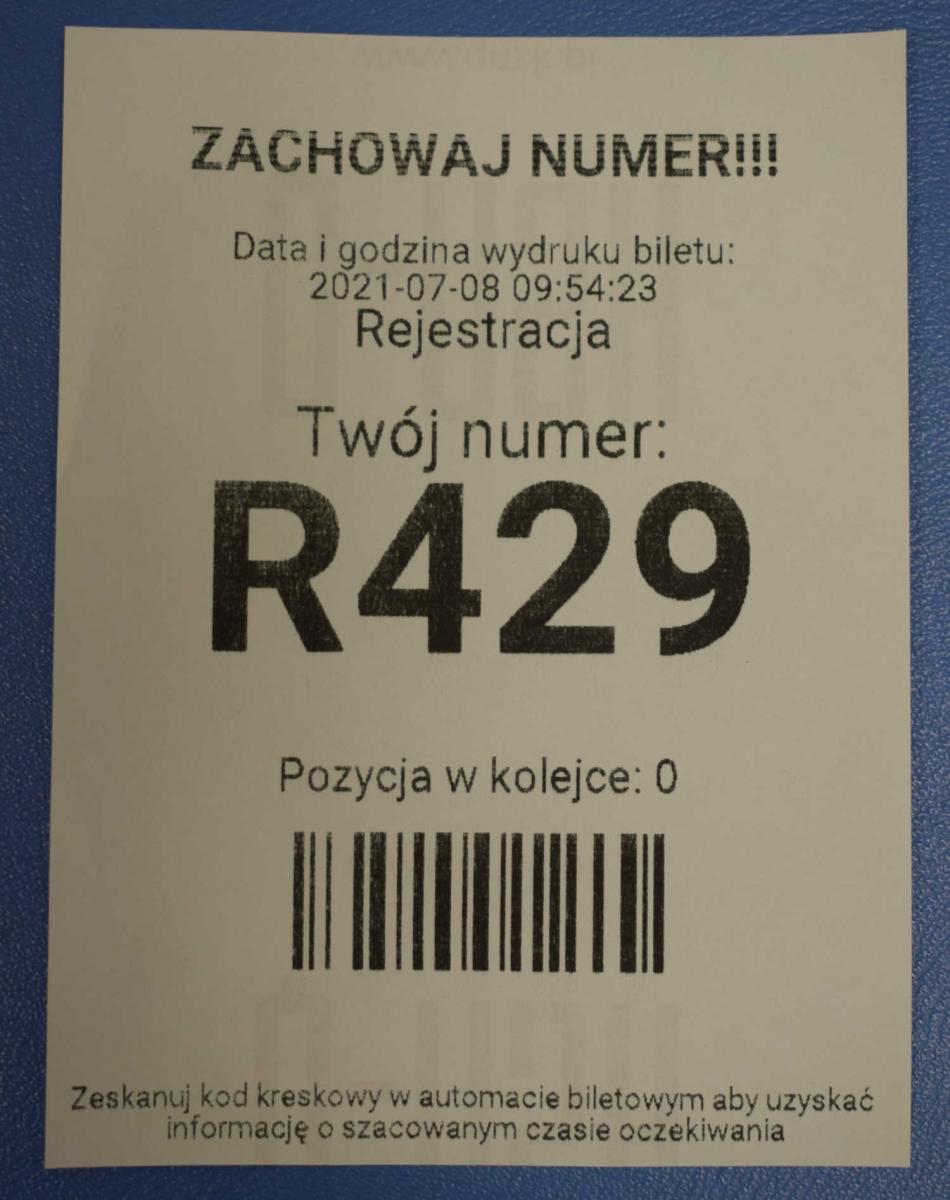 ZACHOWAJ NUMER!!!
Data i godzina wydruku biletu:
2021-07-08 09:54:23
Rejestracja
Twój numer:
R429
Pozycja w kolejce: 0
Zeskanuj kod kreskowy w automacie biletowym aby uzyskać
informację o szacowanym czasie oczekiwania